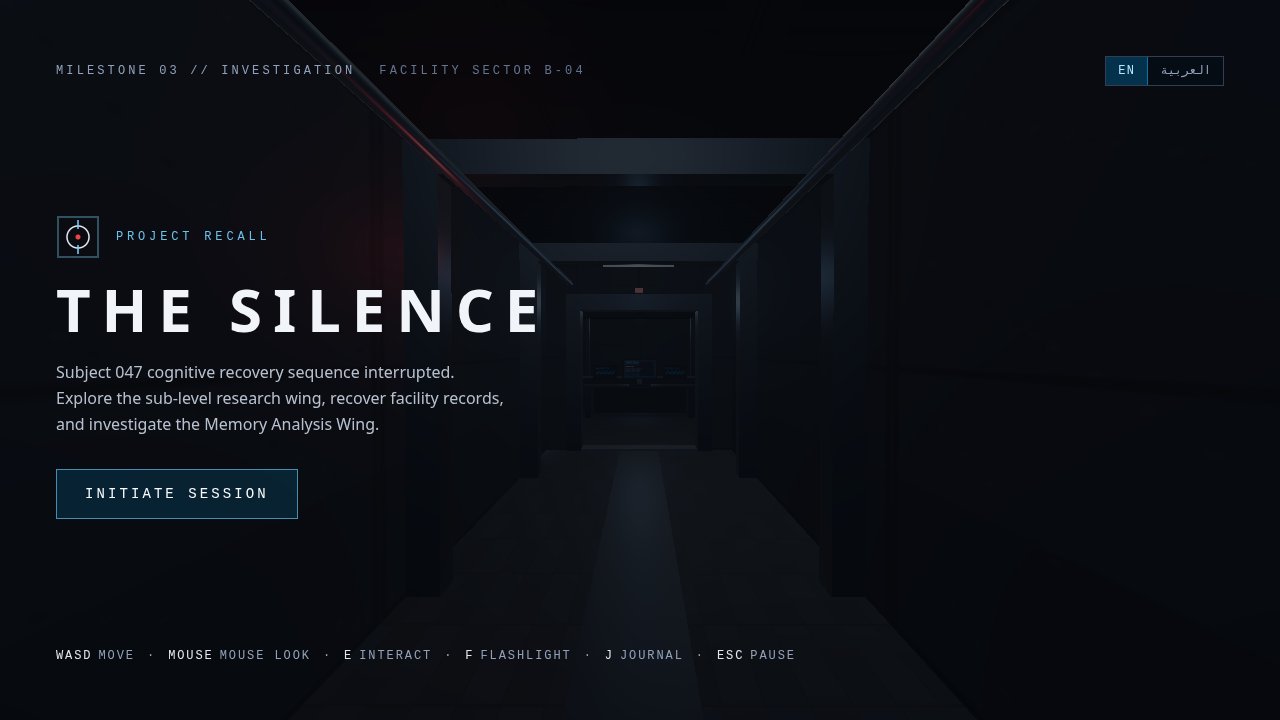 MILESTONE 03 // INVESTIGATION FACILITY SECTOR B-04
EN العربية
PROJECT RECALL
THE SILENCE
Subject 047 cognitive recovery sequence interrupted.
Explore the sub-level research wing, recover facility records,
and investigate the Memory Analysis Wing.
INITIATE SESSION
WASD MOVE · MOUSE MOUSE LOOK · E INTERACT · F FLASHLIGHT · J JOURNAL · ESC PAUSE